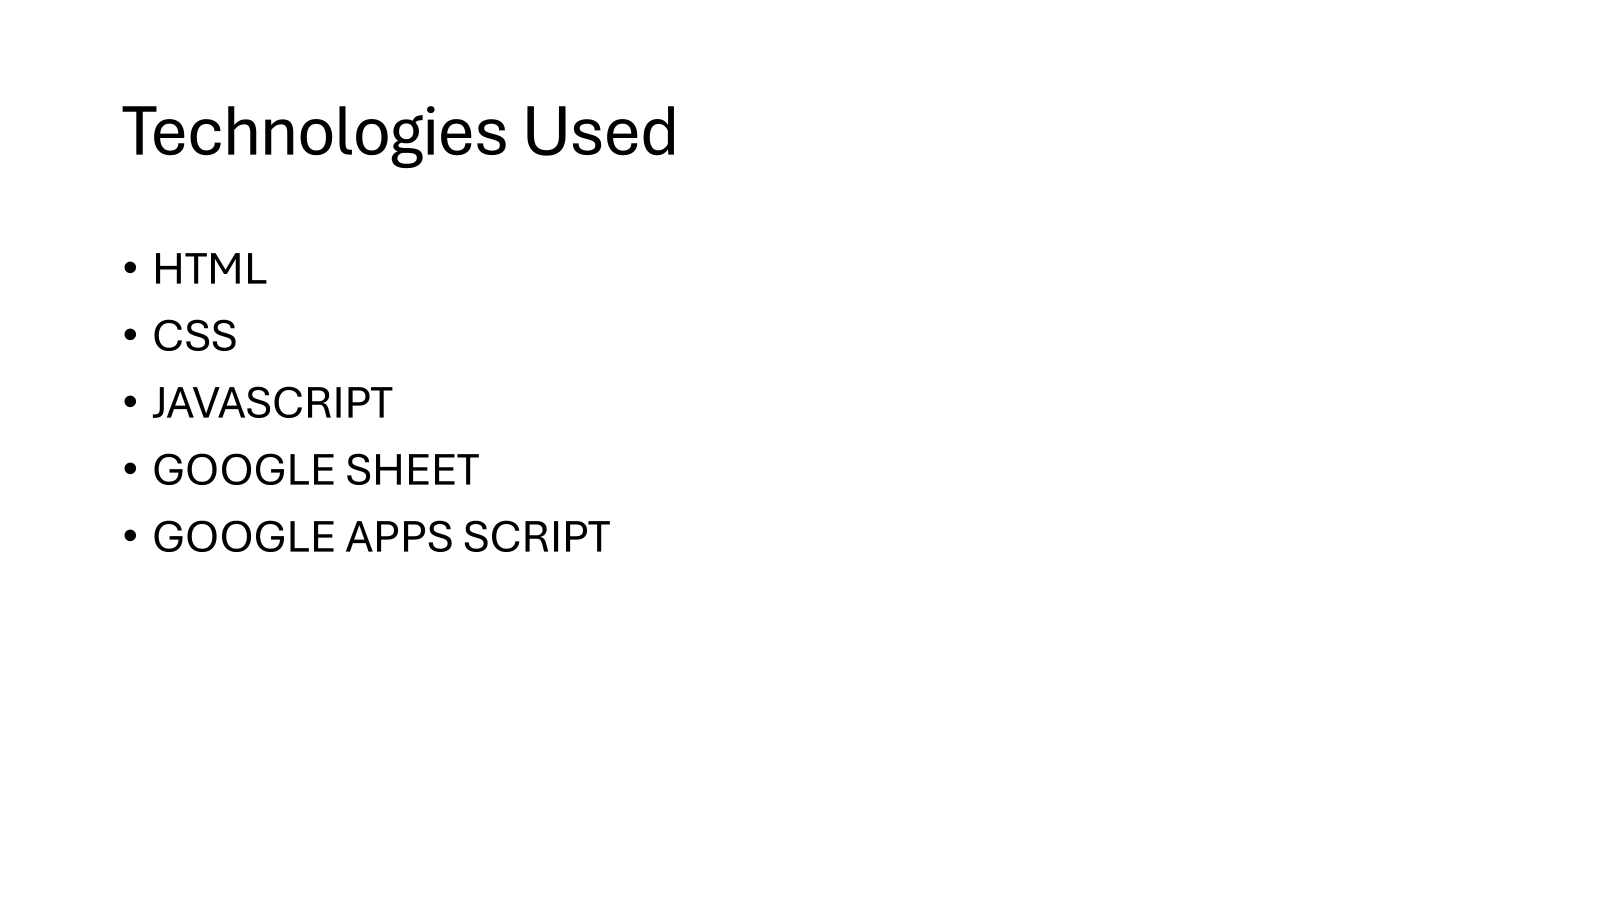 Technologies Used
• HTML
• CSS
• JAVASCRIPT
• GOOGLE SHEET
• GOOGLE APPS SCRIPT